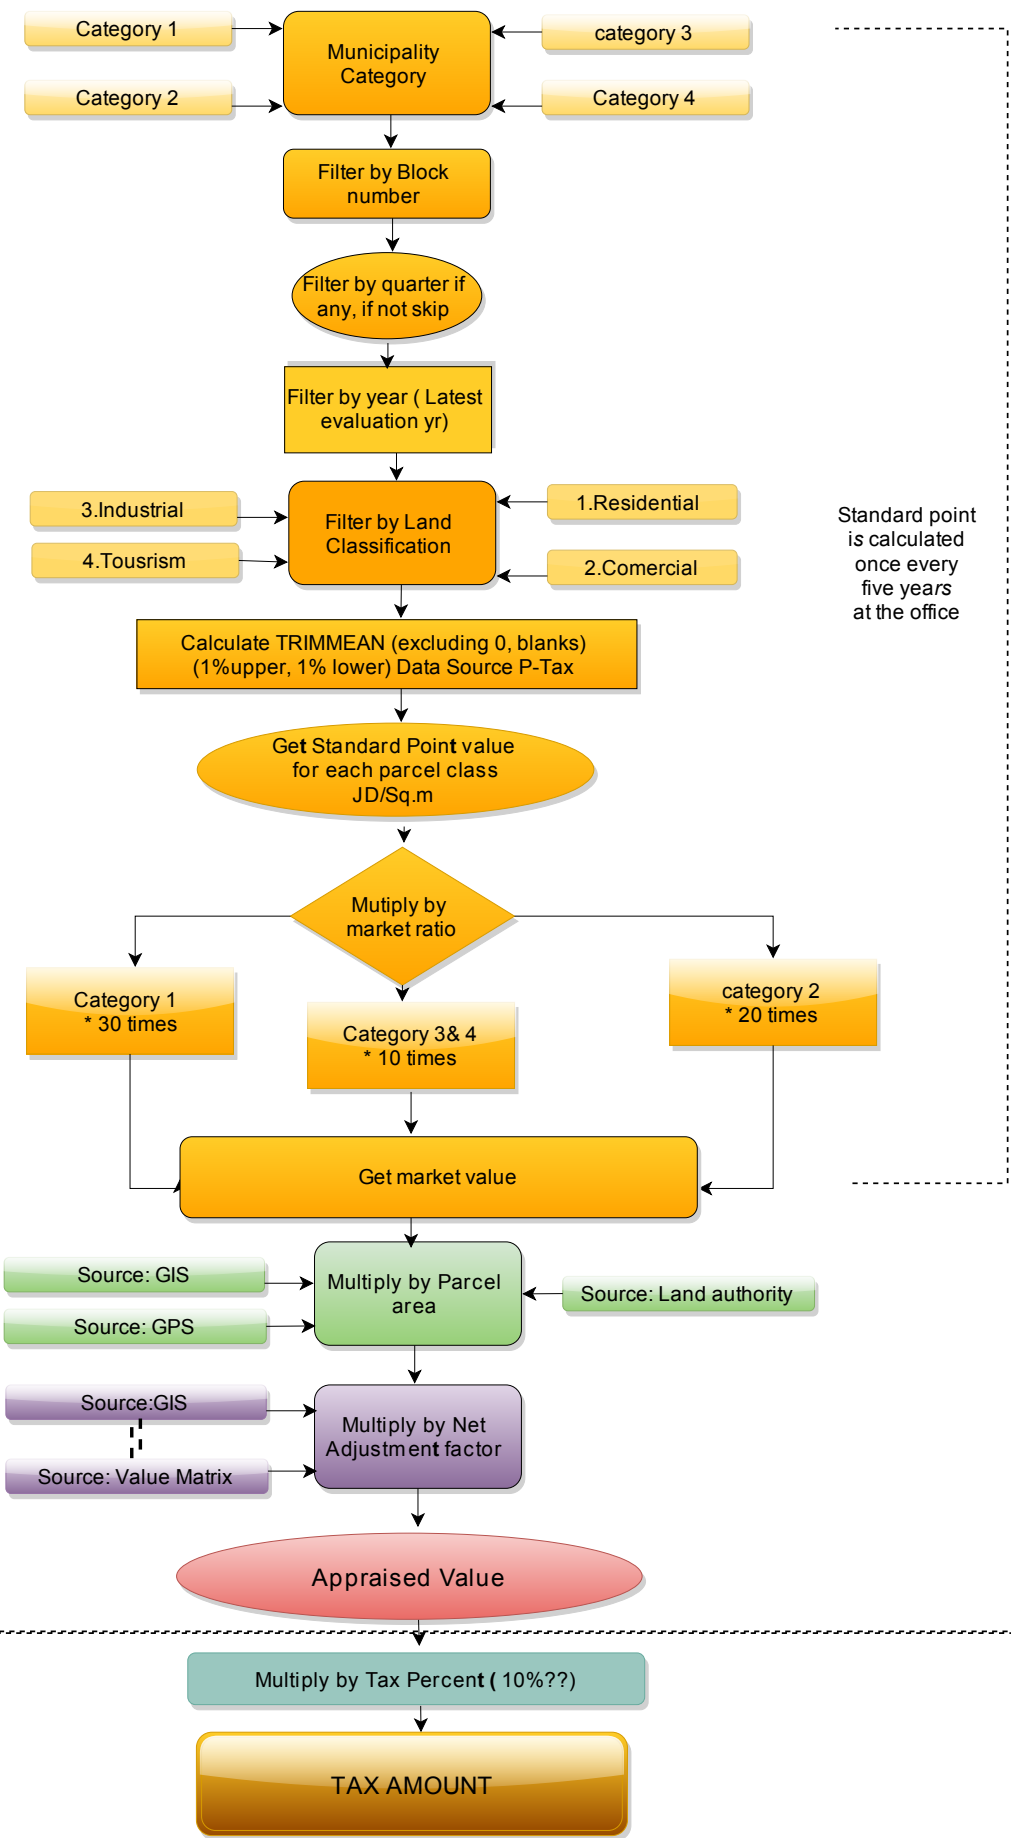 Category 1
Municipality
Category
category 3
Category 2
Category 4
Filter by Block
number
Filter by quarter if
any, if not skip
Filter by year ( Latest
evaluation yr)
3.Industrial
Filter by Land
Classification
1.Residential
4.Tousrism
2.Comercial
Standard point
is calculated
once every
five years
at the office
Calculate TRIMMEAN (excluding 0, blanks)
(1%upper, 1% lower) Data Source P-Tax
Get Standard Point value
for each parcel class
JD/Sq.m
Mutiply by
market ratio
Category 1
* 30 times
Category 3& 4
* 10 times
category 2
* 20 times
Get market value
Source: GIS
Multiply by Parcel
area
Source: Land authority
Source: GPS
Source:GIS
Multiply by Net
Adjustment factor
Source: Value Matrix
Appraised Value
Multiply by Tax Percent ( 10%??)
TAX AMOUNT